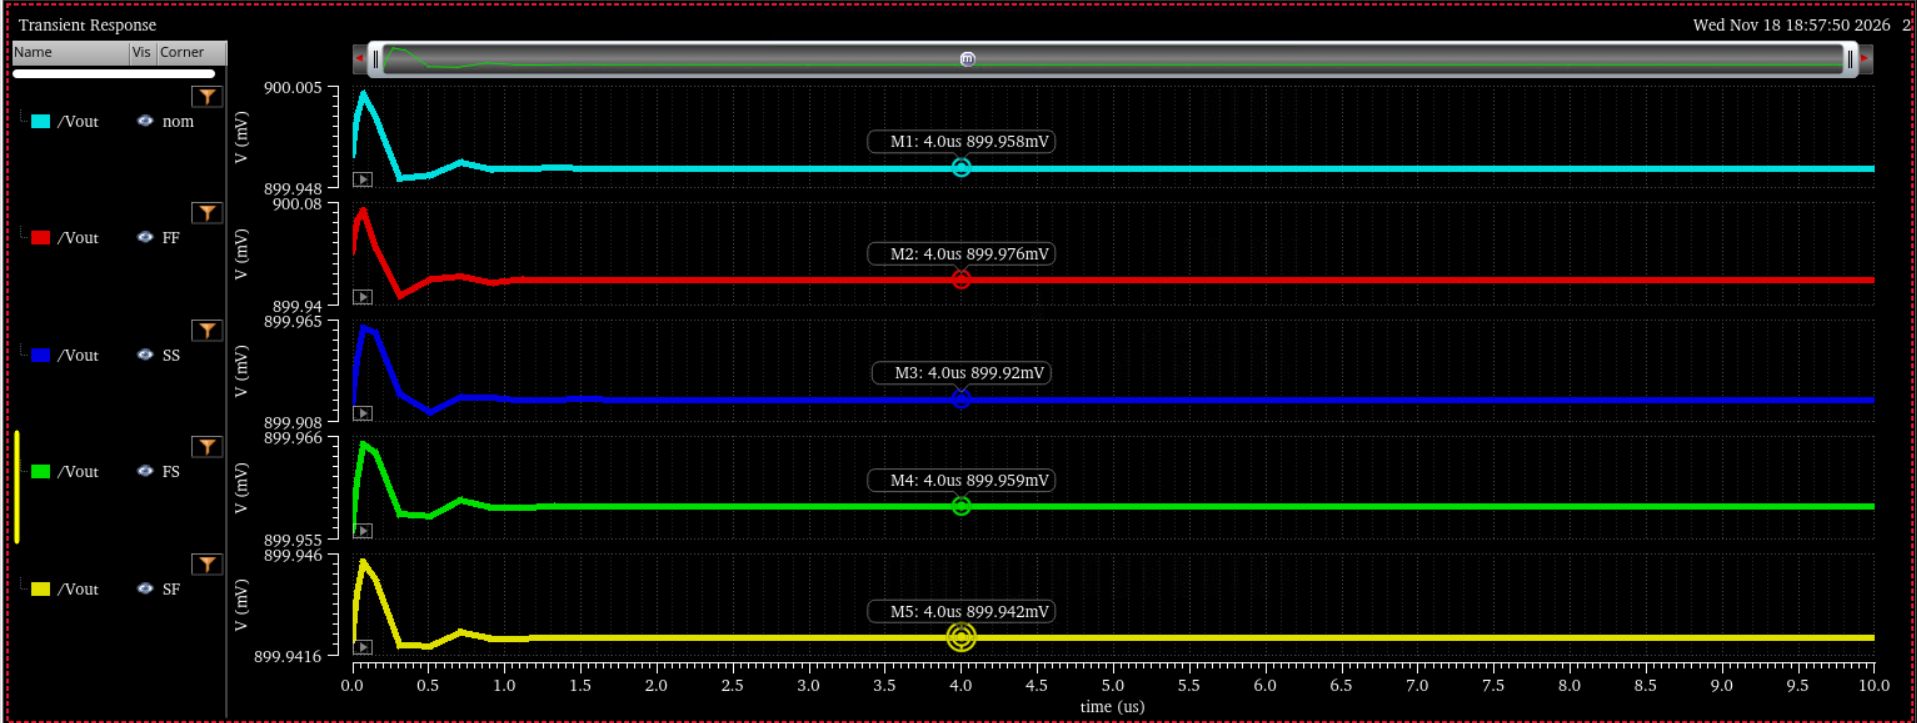 Transient Response
Wed Nov 18 18:57:50 2026 2
Name Vis Corner
m
900.005
/Vout nom
V (mV)
M1: 4.0us 899.958mV
899.948
900.08
/Vout FF
V (mV)
M2: 4.0us 899.976mV
899.94
899.965
/Vout SS
V (mV)
M3: 4.0us 899.92mV
899.908
899.966
/Vout FS
V (mV)
M4: 4.0us 899.959mV
899.955
899.946
/Vout SF
V (mV)
M5: 4.0us 899.942mV
899.9416
0.0 0.5 1.0 1.5 2.0 2.5 3.0 3.5 4.0 4.5 5.0 5.5 6.0 6.5 7.0 7.5 8.0 8.5 9.0 9.5 10.0
time (us)